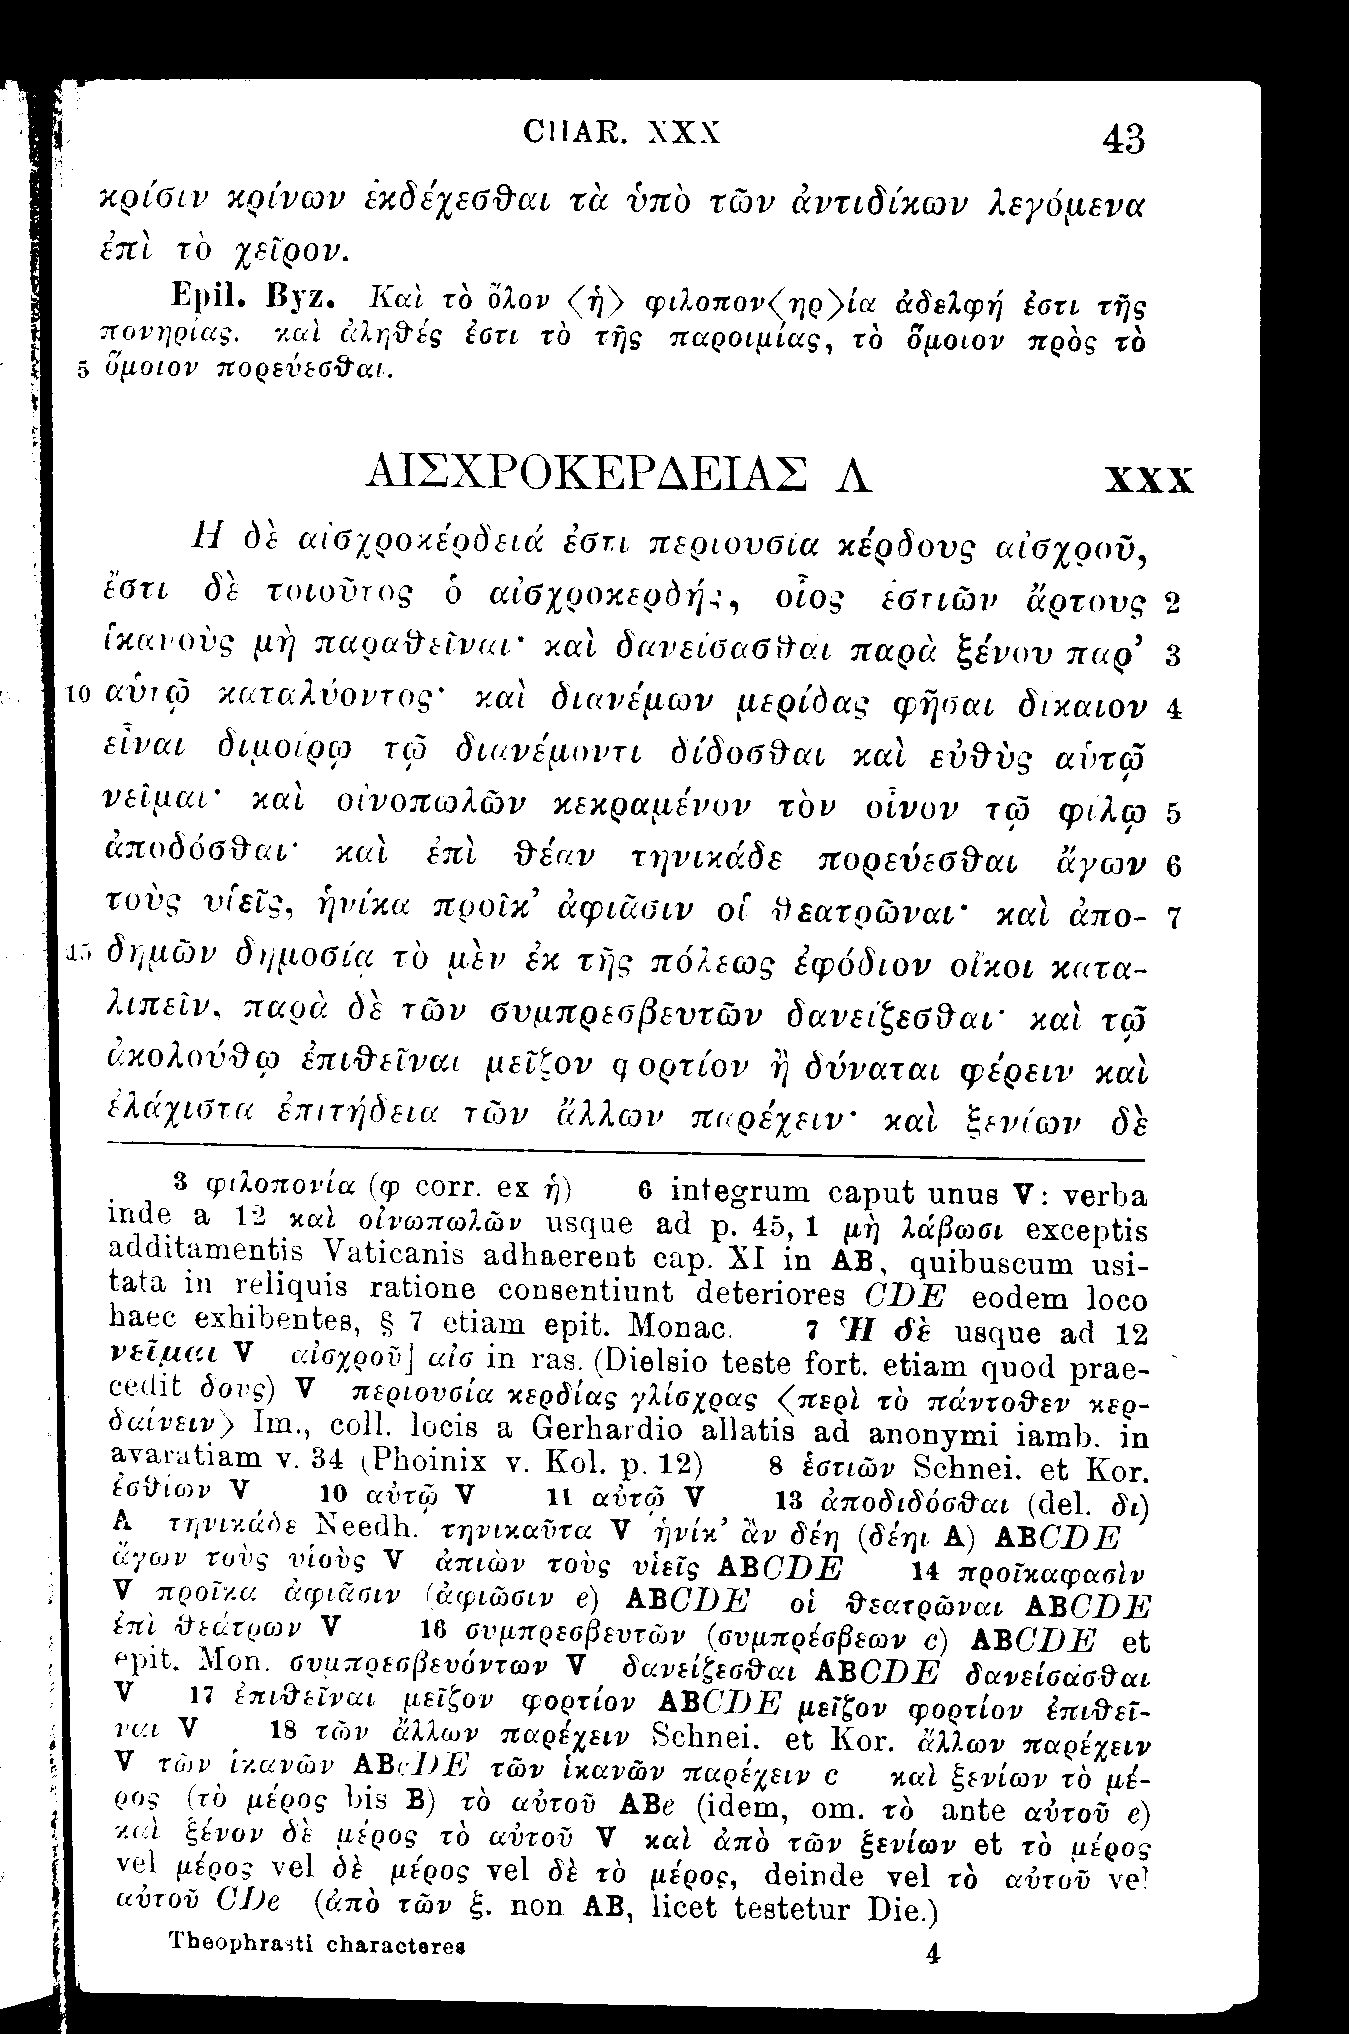 CHAR. XXX 43
κρίσιν κρίνων ἐκδέχεσθαι τὰ ὑπὸ τῶν ἀντιδίκων λεγόμενα
ἐπὶ τὸ χεῖρον.
Epil. Byz. Καὶ τὸ ὅλον ⟨ἡ⟩ φιλοπον⟨ηρ⟩ία ἀδελφή ἐστι τῆς
πονηρίας. καὶ ἀληθές ἐστι τὸ τῆς παροιμίας, τὸ ὅμοιον πρὸς τὸ
5 ὅμοιον πορεύεσθαι.
ΑΙΣΧΡΟΚΕΡΔΕΙΑΣ Λ XXX
Η δὲ αἰσχροκέρδειά ἐστι περιουσία κέρδους αἰσχροῦ,
ἔστι δὲ τοιοῦτος ὁ αἰσχροκερδής, οἷος ἑστιῶν ἄρτους 2
ἱκανοὺς μὴ παραθεῖναι· καὶ δανείσασθαι παρὰ ξένου παρ’ 3
10 αὑτῷ καταλύοντος· καὶ διανέμων μερίδας φῆσαι δίκαιον 4
εἶναι διμοίρῳ τῷ διανέμοντι δίδοσθαι καὶ εὐθὺς αὑτῷ
νεῖμαι· καὶ οἰνοπωλῶν κεκραμένον τὸν οἶνον τῷ φίλῳ 5
ἀποδόσθαι· καὶ ἐπὶ θέαν τηνικάδε πορεύεσθαι ἄγων 6
τοὺς υἱεῖς, ἡνίκα προῖκ’ ἀφιᾶσιν οἱ θεατρῶναι· καὶ ἀπο- 7
15 δημῶν δημοσίᾳ τὸ μὲν ἐκ τῆς πόλεως ἐφόδιον οἴκοι κατα-
λιπεῖν, παρὰ δὲ τῶν συμπρεσβευτῶν δανείζεσθαι· καὶ τῷ
ἀκολούθῳ ἐπιθεῖναι μεῖζον φορτίον ἢ δύναται φέρειν καὶ
ἐλάχιστα ἐπιτήδεια τῶν ἄλλων παρέχειν· καὶ ξενίων δὲ
3 φιλοπονία (φ corr. ex ἡ) 6 integrum caput unus V: verba
inde a 12 καὶ οἰνωπωλῶν usque ad p. 45, 1 μὴ λάβωσι exceptis
additamentis Vaticanis adhaerent cap. XI in AB, quibuscum usi-
tata in reliquis ratione consentiunt deteriores CDE eodem loco
haec exhibentes, § 7 etiam epit. Monac. 7 Ἡ δὲ usque ad 12
νεῖμαι V αἰσχροῦ] αἰσ in ras. (Dielsio teste fort. etiam quod prae-
cedit δους) V περιουσία κερδίας γλίσχρας ⟨περὶ τὸ πάντοθεν κερ-
δαίνειν⟩ Im., coll. locis a Gerhardio allatis ad anonymi iamb. in
avaratiam v. 34 (Phoinix v. Kol. p. 12) 8 ἑστιῶν Schnei. et Kor.
ἐσθίων V 10 αὐτῷ V 11 αὐτῷ V 13 ἀποδιδόσθαι (del. δι)
A τηνικάδε Needh. τηνικαῦτα V ἡνίκ’ ἂν δέῃ (δέηι A) ABCDE
ἄγων τοὺς υἱοὺς V ἀπιὼν τοὺς υἱεῖς ABCDE 14 προῖκαφασὶν
V προῖκα ἀφιᾶσιν (ἀφιῶσιν e) ABCDE οἱ θεατρῶναι ABCDE
ἐπὶ θεάτρων V 16 συμπρεσβευτῶν (συμπρέσβεων c) ABCDE et
epit. Mon. συμπρεσβευόντων V δανείζεσθαι ABCDE δανείσασθαι
V 17 ἐπιθεῖναι μεῖζον φορτίον ABCDE μεῖζον φορτίον ἐπιθεῖ-
ναι V 18 τῶν ἄλλων παρέχειν Schnei. et Kor. ἄλλων παρέχειν
V τῶν ἱκανῶν ABcDE τῶν ἱκανῶν παρέχειν c καὶ ξενίων τὸ μέ-
ρος (τὸ μέρος bis B) τὸ αὐτοῦ ABe (idem, om. τὸ ante αὐτοῦ e)
καὶ ξένον δὲ μέρος τὸ αὐτοῦ V καὶ ἀπὸ τῶν ξενίων et τὸ μέρος
vel μέρος vel δὲ μέρος vel δὲ τὸ μέρος, deinde vel τὸ αὐτοῦ vel
αὐτοῦ CDe (ἀπὸ τῶν ξ. non AB, licet testetur Die.)
Theophrasti characteres 4